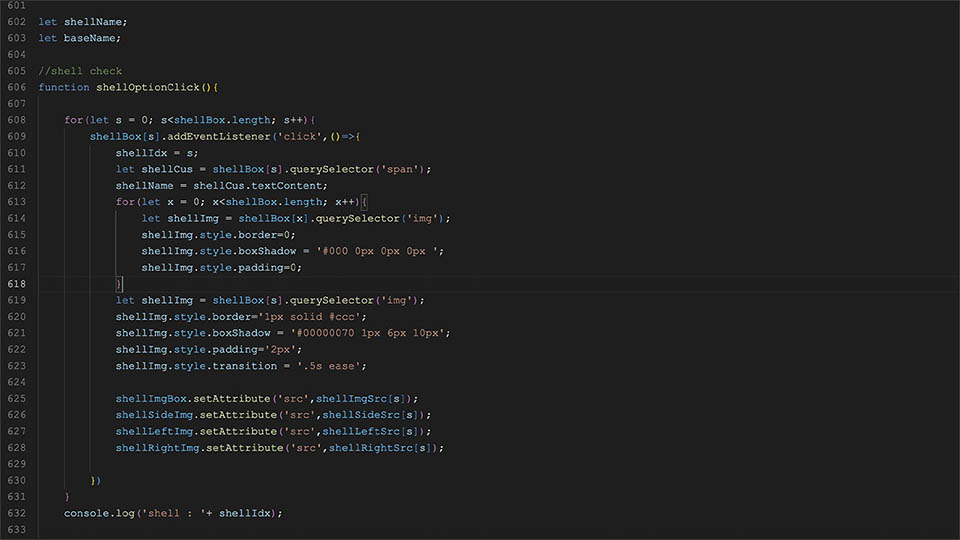 601
602 let shellName;
603 let baseName;
604
605 //shell check
606 function shellOptionClick(){
607
608 for(let s = 0; s<shellBox.length; s++){
609 shellBox[s].addEventListener('click',()=>{
610 shellIdx = s;
611 let shellCus = shellBox[s].querySelector('span');
612 shellName = shellCus.textContent;
613 for(let x = 0; x<shellBox.length; x++){
614 let shellImg = shellBox[x].querySelector('img');
615 shellImg.style.border=0;
616 shellImg.style.boxShadow = '#000 0px 0px 0px ';
617 shellImg.style.padding=0;
618 }
619 let shellImg = shellBox[s].querySelector('img');
620 shellImg.style.border='1px solid #ccc';
621 shellImg.style.boxShadow = '#00000070 1px 6px 10px';
622 shellImg.style.padding='2px';
623 shellImg.style.transition = '.5s ease';
624
625 shellImgBox.setAttribute('src',shellImgSrc[s]);
626 shellSideImg.setAttribute('src',shellSideSrc[s]);
627 shellLeftImg.setAttribute('src',shellLeftSrc[s]);
628 shellRightImg.setAttribute('src',shellRightSrc[s]);
629
630 })
631 }
632 console.log('shell : '+ shellIdx);
633